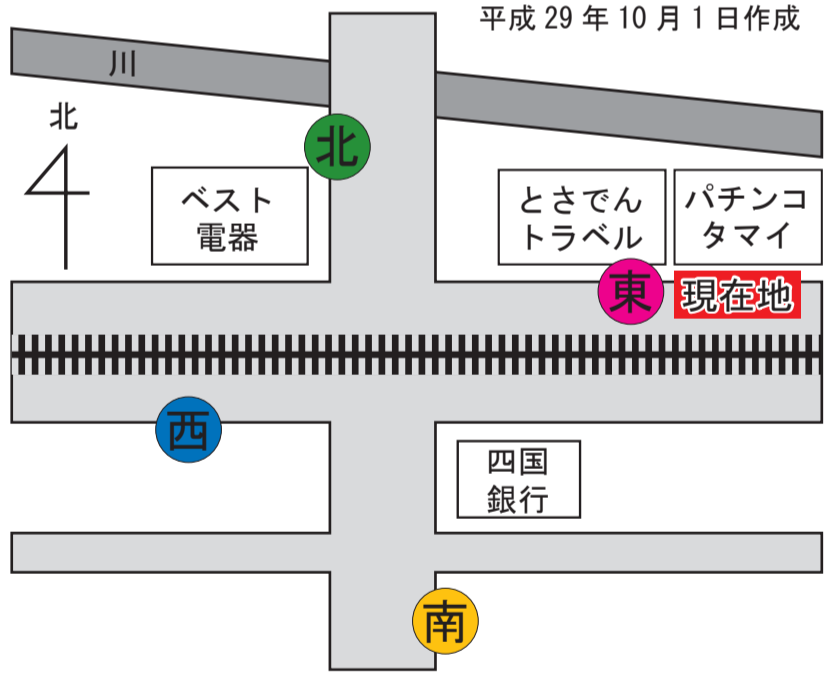 平成 29 年 10 月 1 日作成
川
北
北
ベスト
電器
とさでん
トラベル
パチンコ
タマイ
東
現在地
西
四国
銀行
南